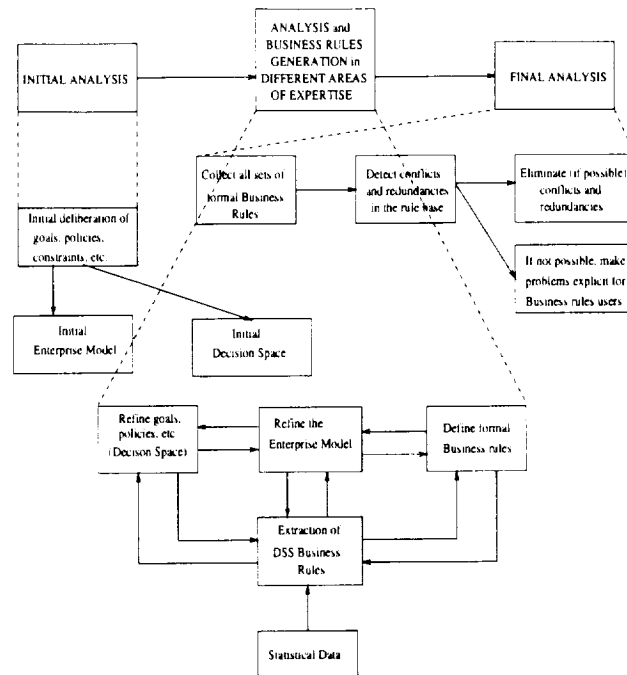 INITIAL ANALYSIS
ANALYSIS and
BUSINESS RULES
GENERATION in
DIFFERENT AREAS
OF EXPERTISE
FINAL ANALYSIS
Collect all sets of
formal Business
Rules
Detect conflicts
and redundancies
in the rule base
Eliminate (if possible)
conflicts and
redundancies
If not possible, make
problems explicit for
Business rules users
Initial deliberation of
goals, policies,
constraints, etc.
Initial
Enterprise Model
Initial
Decision Space
Refine goals,
policies, etc
(Decison Space)
Refine the
Enterprise Model
Define formal
Business rules
Extraction of
DSS Business
Rules
Statistical Data